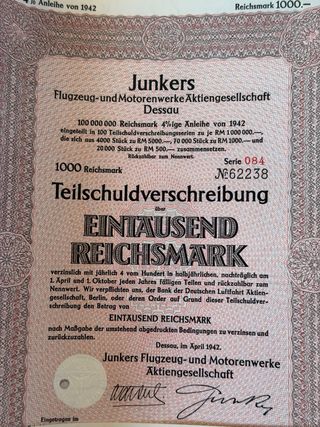 4% Anleihe von 1942 Reichsmark 1000.—
Junkers
Flugzeug-und Motorenwerke Aktiengesellschaft
Dessau
100 000 000 Reichsmark 4%ige Anleihe von 1942
eingeteilt in 100 Teilschuldverschreibungsserien zu je RM 1 000 000.—,
die sich aus 4000 Stück zu RM 5000.—, 70 000 Stück zu RM 1000.— und
20 000 Stück zu RM 500.— zusammensetzen.
Rückzahlbar zum Nennwert.
Serie 084
1000 Reichsmark № 62238
Teilschuldverschreibung
über
EINTAUSEND
REICHSMARK
verzinslich mit jährlich 4 vom Hundert in halbjährlichen, nachträglich am
1. April und 1. Oktober jeden Jahres fälligen Teilen und rückzahlbar zum
Nennwert. Wir verpflichten uns, der Bank der Deutschen Luftfahrt Aktien-
gesellschaft, Berlin, oder deren Order auf Grund dieser Teilschuldver-
schreibung den Betrag von
EINTAUSEND REICHSMARK
nach Maßgabe der umstehend abgedruckten Bedingungen zu verzinsen und
zurückzuzahlen.
Dessau, im April 1942.
Junkers Flugzeug-und Motorenwerke
Aktiengesellschaft
Eingetragen im